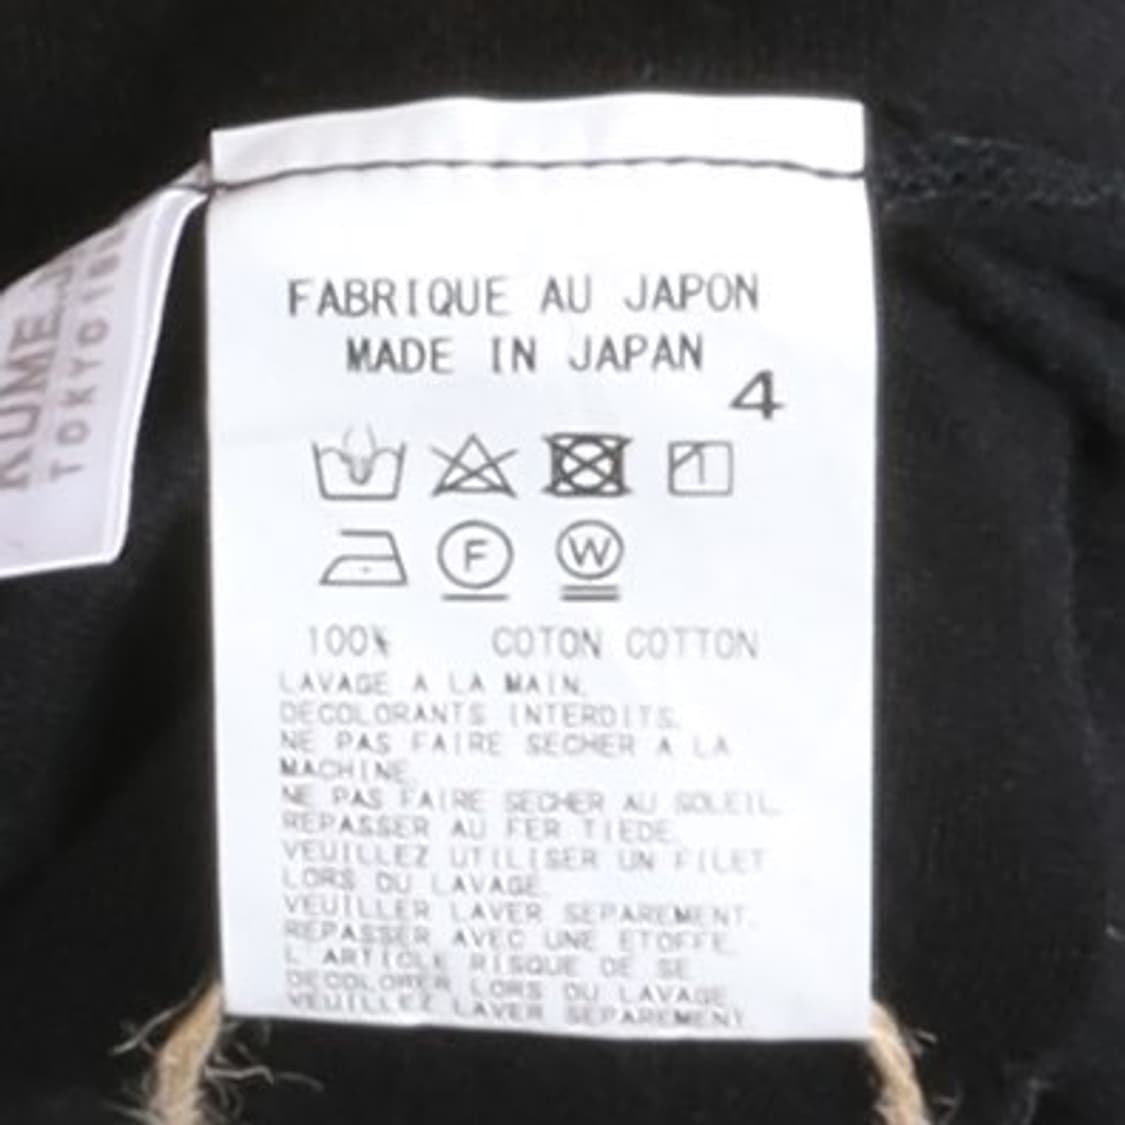 FABRIQUE AU JAPON
MADE IN JAPAN
4
1
F W
100% COTON COTTON
LAVAGE A LA MAIN.
DECOLORANTS INTERDITS.
NE PAS FAIRE SECHER A LA
MACHINE.
NE PAS FAIRE SECHER AU SOLEIL.
REPASSER AU FER TIEDE.
VEUILLEZ UTILISER UN FILET
LORS DU LAVAGE.
VEUILLER LAVER SEPAREMENT.
REPASSER AVEC UNE ETOFFE.
L ARTICLE RISQUE DE SE
DECOLORER LORS DU LAVAGE
VEUILLEZ LAVER SEPAREMENT.
TOKYO